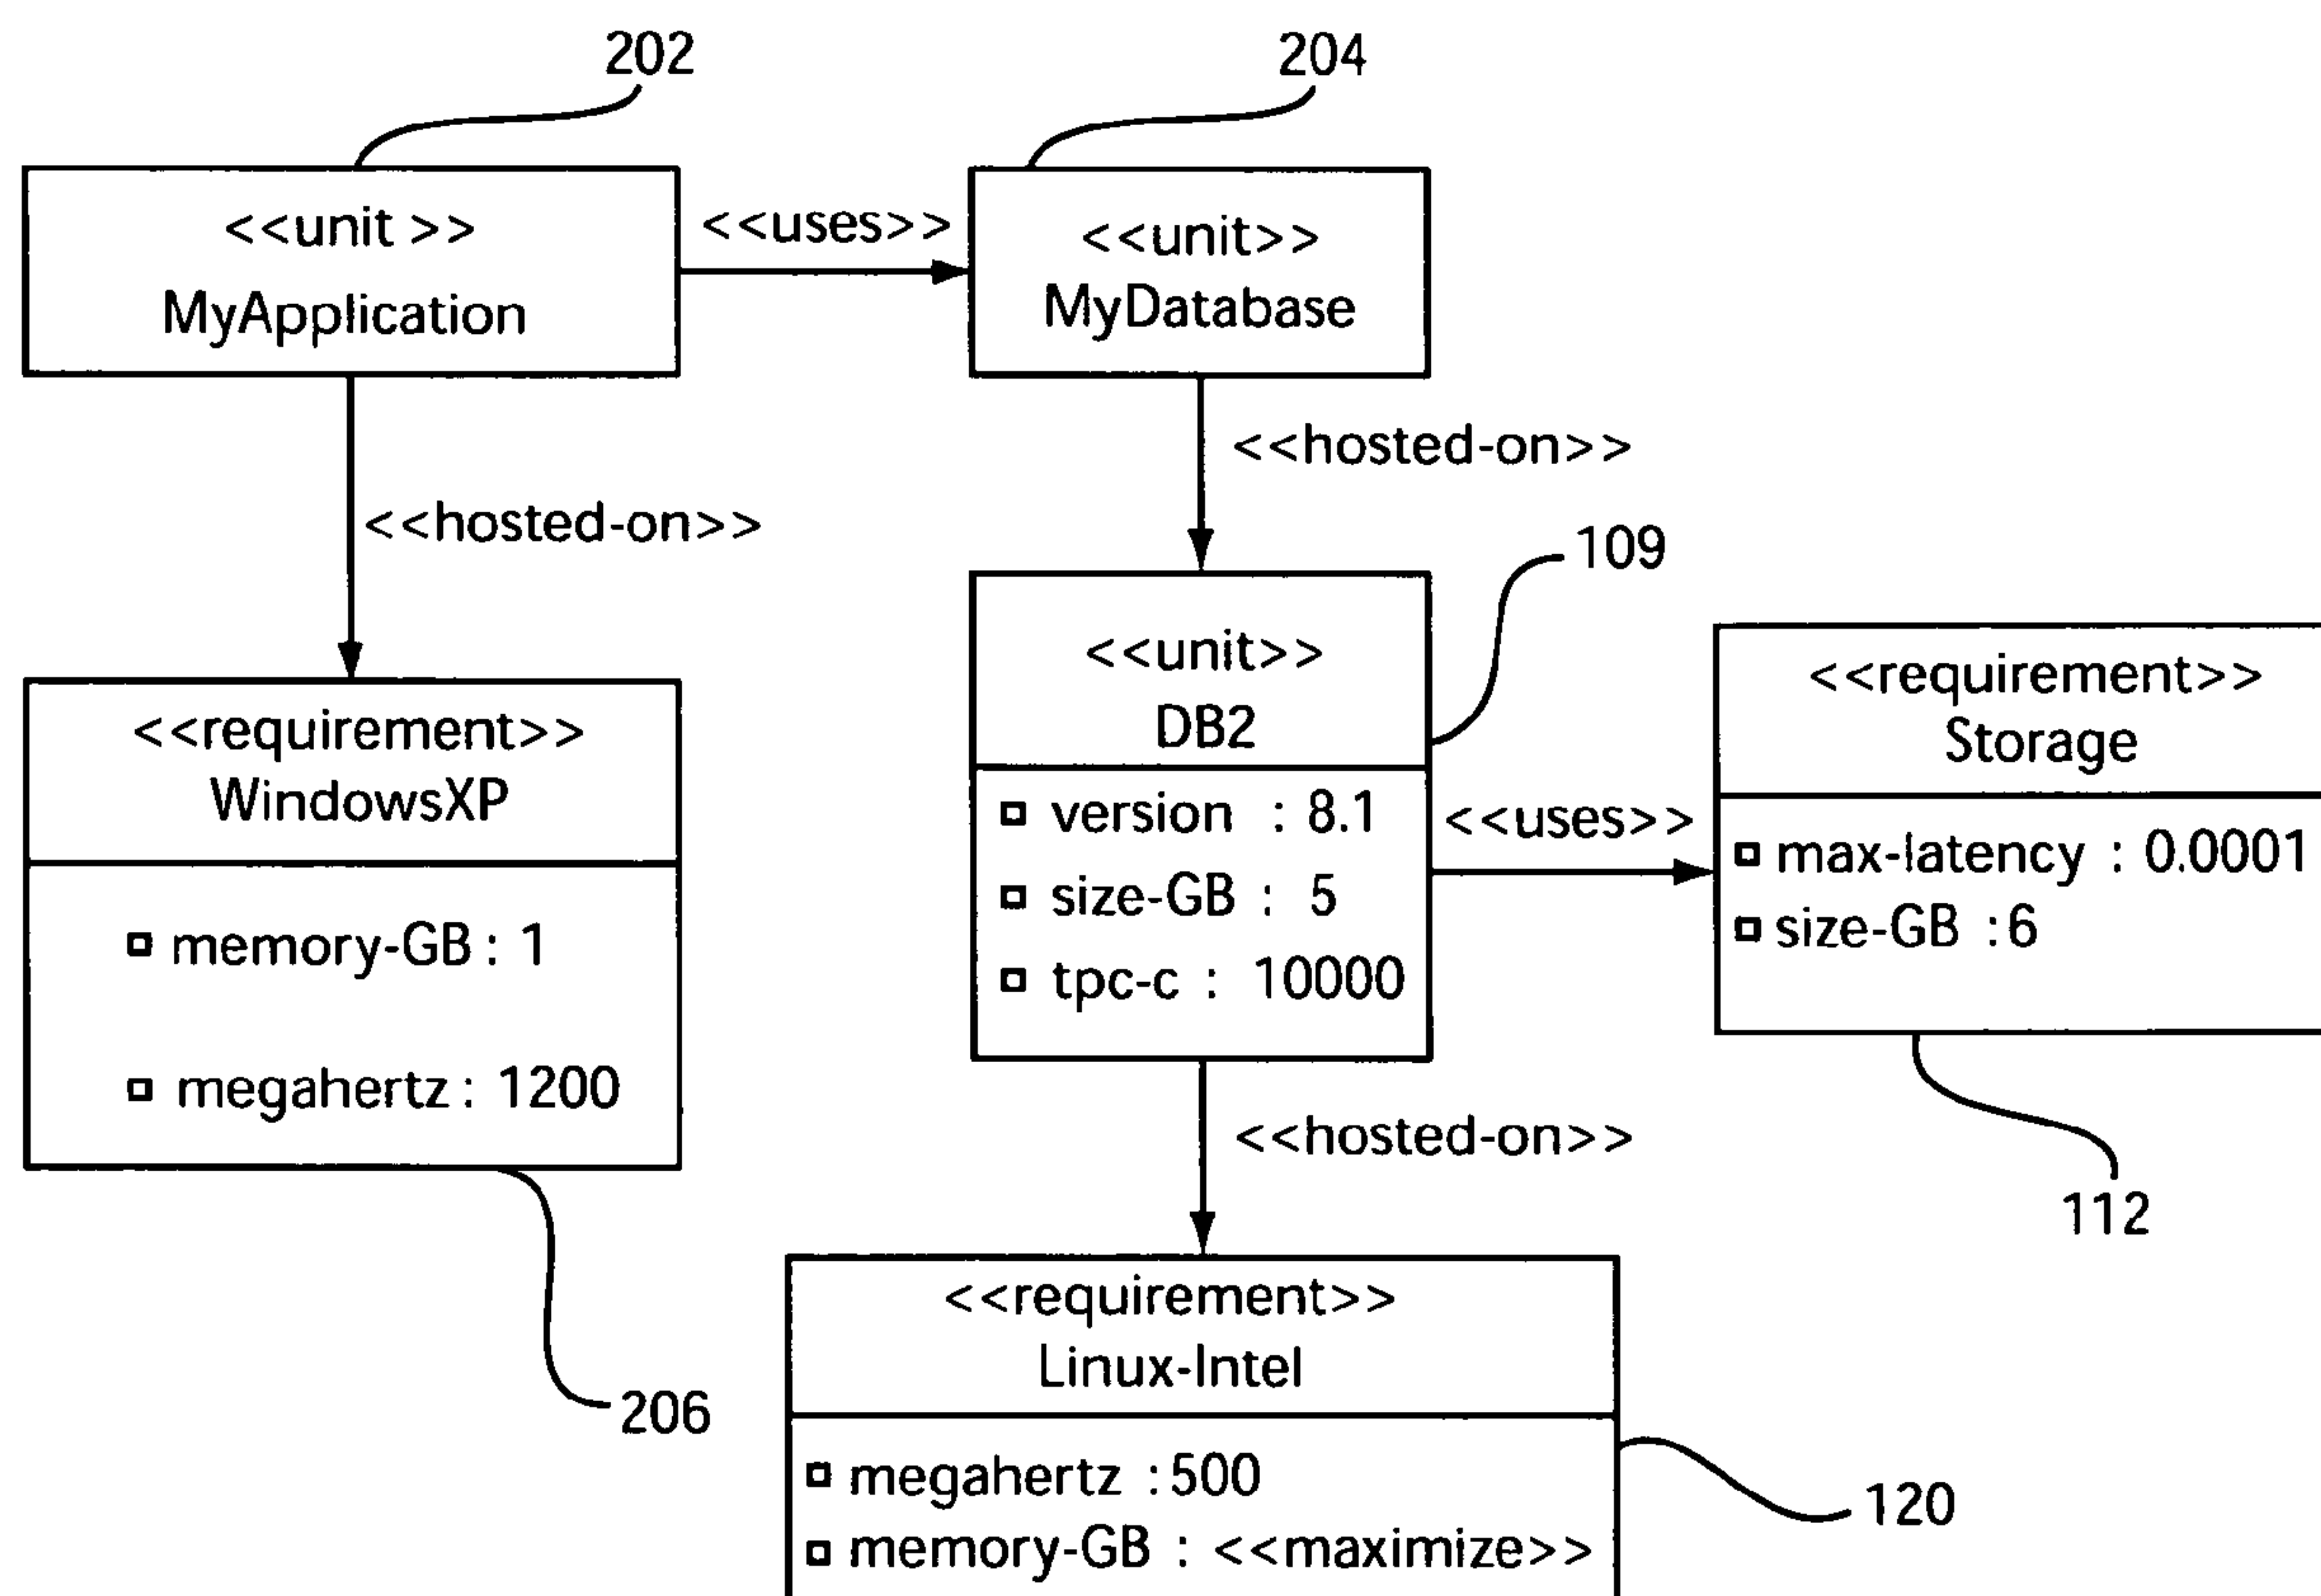 202
204
<<unit >>
MyApplication
<<uses>>
<<unit>>
MyDatabase
<<hosted-on>>
<<hosted-on>>
109
<<requirement>>
WindowsXP
memory-GB : 1
megahertz : 1200
206
<<unit>>
DB2
version : 8.1
size-GB : 5
tpc-c : 10000
<<uses>>
<<requirement>>
Storage
max-latency : 0.0001
size-GB :6
112
<<hosted-on>>
<<requirement>>
Linux-Intel
megahertz :500
memory-GB : <<maximize>>
120